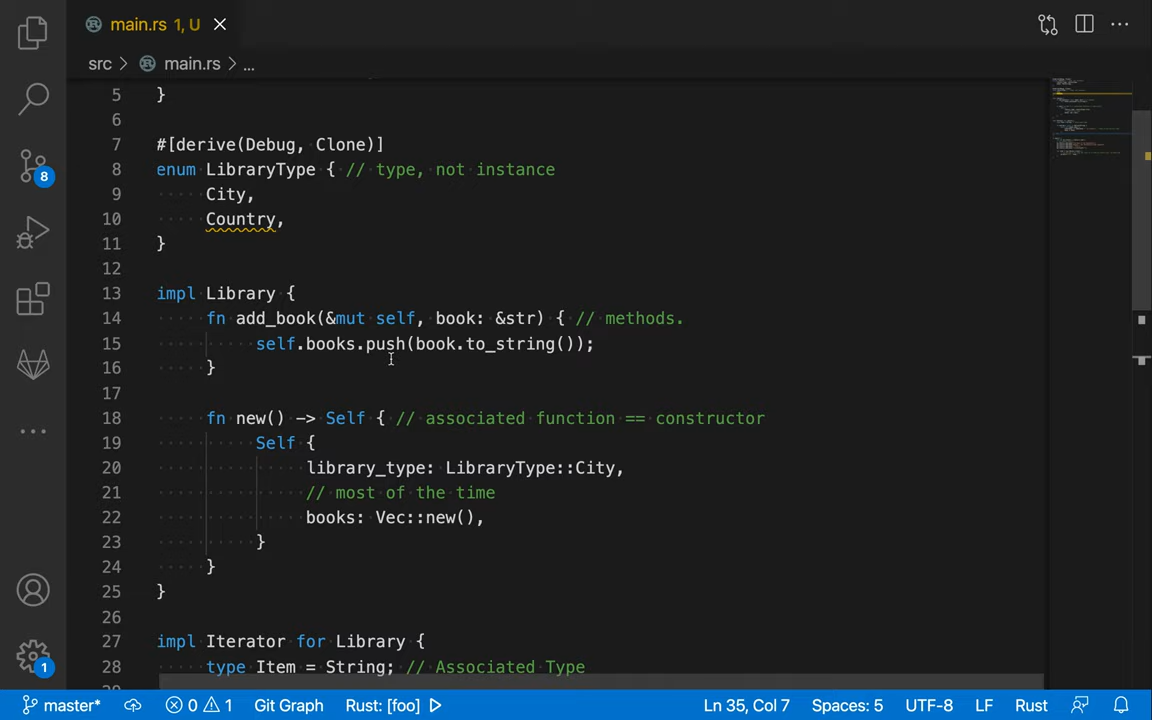 main.rs 1, U
src > main.rs > ...
5 }
6
7 #[derive(Debug, Clone)]
8 enum LibraryType { // type, not instance
9 City,
10 Country,
11 }
12
13 impl Library {
14 fn add_book(&mut self, book: &str) { // methods.
15 self.books.push(book.to_string());
16 }
17
18 fn new() -> Self { // associated function == constructor
19 Self {
20 library_type: LibraryType::City,
21 // most of the time
22 books: Vec::new(),
23 }
24 }
25 }
26
27 impl Iterator for Library {
28 type Item = String; // Associated Type
8
1
master* 0 1 Git Graph Rust: [foo] Ln 35, Col 7 Spaces: 5 UTF-8 LF Rust